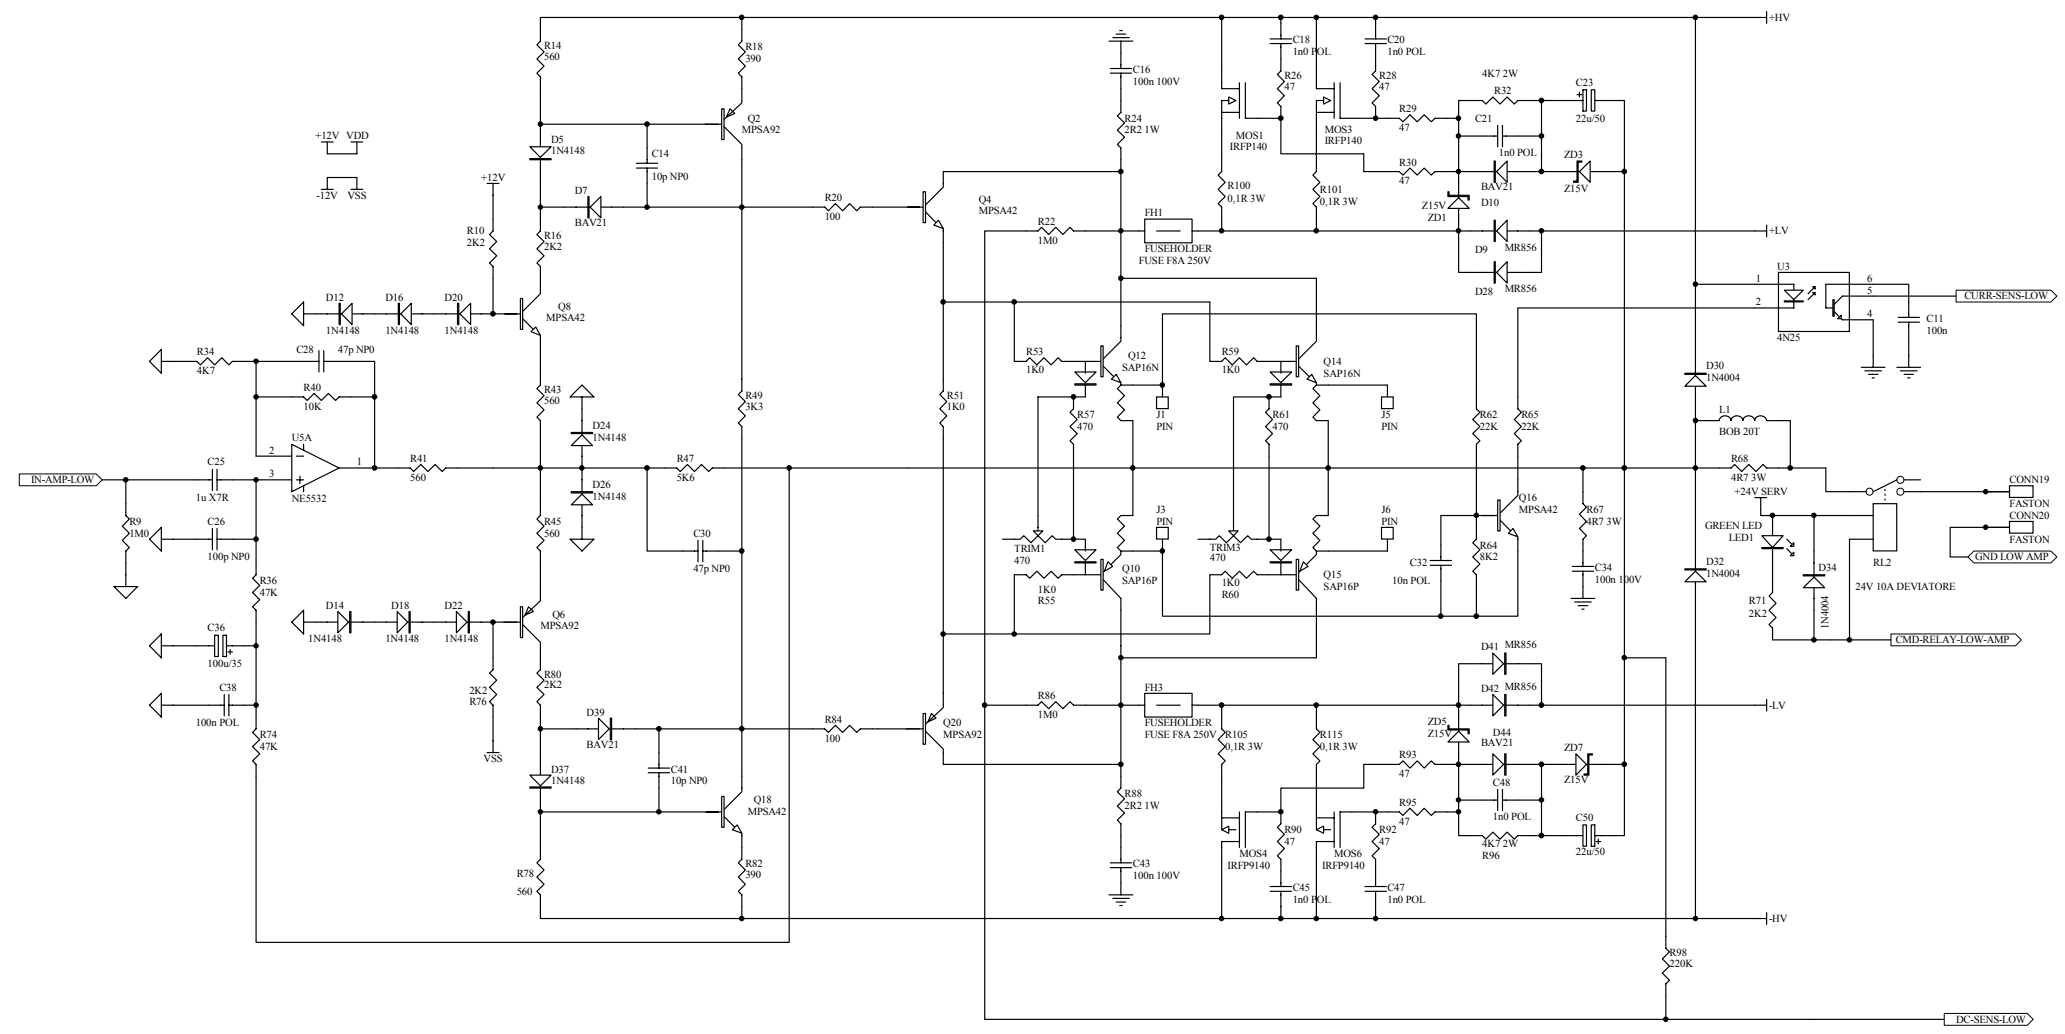 +HV
R14
560
R18
390
C18
1n0 POL
C20
1n0 POL
C16
100n 100V
R26
47
R28
47
4K7 2W
R32
C23
+
22u/50
Q2
MPSA92
R24
2R2 1W
MOS1
IRFP140
MOS3
IRFP140
R29
47
C21
1n0 POL
+12V VDD
-12V VSS
D5
1N4148
C14
10p NP0
R30
47
BAV21
D10
ZD3
Z15V
+12V
D7
BAV21
R20
100
Q4
MPSA42
R100
0,1R 3W
R101
0,1R 3W
Z15V
ZD1
R10
2K2
R16
2K2
R22
1M0
FH1
FUSEHOLDER
FUSE F8A 250V
D9
MR856
+LV
D28
MR856
U3
1
2
6
5
4
4N25
CURR-SENS-LOW
C11
100n
D12
1N4148
D16
1N4148
D20
1N4148
Q8
MPSA42
R34
4K7
C28
47p NP0
R40
10K
R53
1K0
Q12
SAP16N
R59
1K0
Q14
SAP16N
D30
1N4004
R43
560
R49
3K3
R51
1K0
R57
470
J1
PIN
R61
470
J5
PIN
R62
22K
R65
22K
L1
BOB 20T
D24
1N4148
U5A
2
3
1
NE5532
R41
560
R47
5K6
IN-AMP-LOW
C25
1u X7R
R68
4R7 3W
+24V SERV
CONN19
FASTON
CONN20
FASTON
GND LOW AMP
D26
1N4148
R9
1M0
C26
100p NP0
R45
560
C30
47p NP0
TRIM1
470
J3
PIN
TRIM3
470
J6
PIN
Q16
MPSA42
R67
4R7 3W
GREEN LED
LED1
RL2
24V 10A DEVIATORE
R36
47K
1K0
R55
Q10
SAP16P
1K0
R60
Q15
SAP16P
C32
10n POL
R64
8K2
C34
100n 100V
D32
1N4004
D34
1N4004
R71
2K2
CMD-RELAY-LOW-AMP
D14
1N4148
D18
1N4148
D22
1N4148
Q6
MPSA92
C36
100u/35
+
R80
2K2
2K2
R76
VSS
C38
100n POL
R74
47K
D39
BAV21
R84
100
Q20
MPSA92
R86
1M0
FH3
FUSEHOLDER
FUSE F8A 250V
D41
MR856
D42
MR856
-LV
R105
0,1R 3W
R115
0,1R 3W
ZD5
Z15V
D44
BAV21
ZD7
Z15V
R93
47
C48
1n0 POL
D37
1N4148
C41
10p NP0
Q18
MPSA42
R88
2R2 1W
R95
47
4K7 2W
R96
C50
+
22u/50
MOS4
IRFP9140
R90
47
MOS6
IRFP9140
R92
47
R78
560
R82
390
C43
100n 100V
C45
1n0 POL
C47
1n0 POL
-HV
R98
220K
DC-SENS-LOW